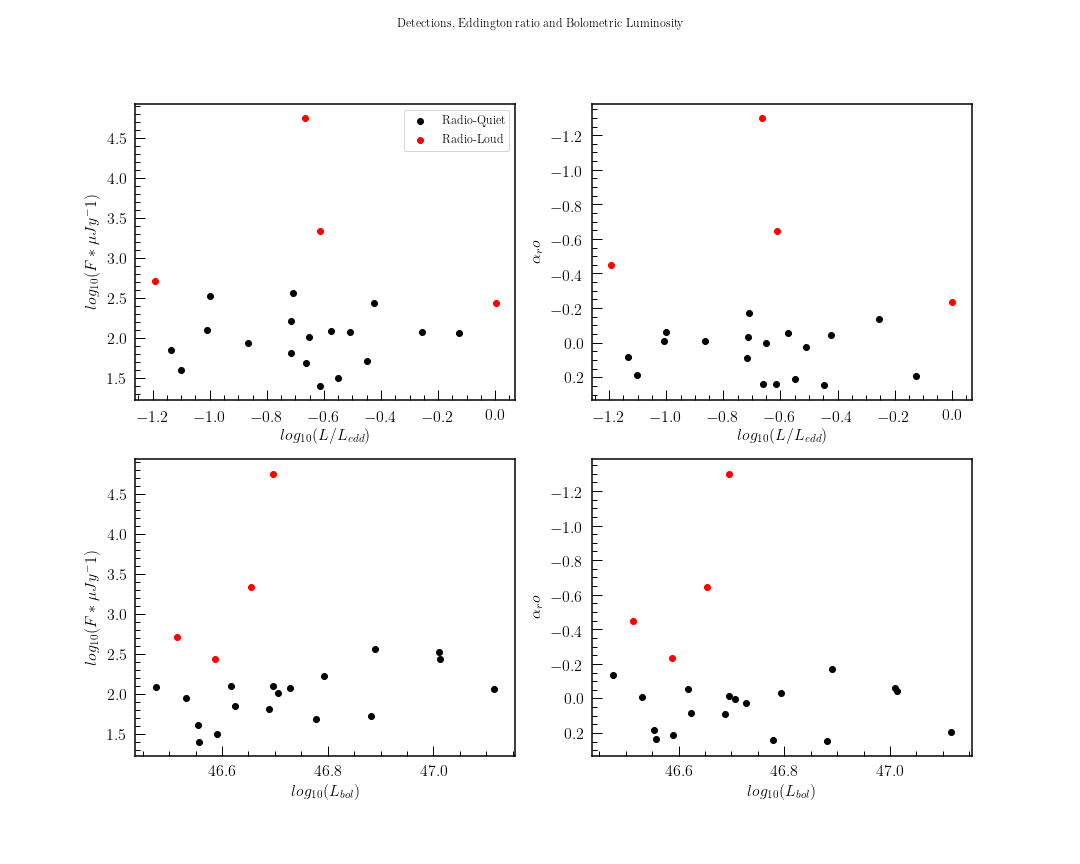 Detections, Eddington ratio and Bolometric Luminosity
Radio-Quiet
Radio-Loud
4.5
4.0
3.5
3.0
2.5
2.0
1.5
log10(F * μJy−1)
−1.2 −1.0 −0.8 −0.6 −0.4 −0.2 0.0
log10(L/Ledd)
−1.2
−1.0
−0.8
−0.6
−0.4
−0.2
0.0
0.2
αro
−1.2 −1.0 −0.8 −0.6 −0.4 −0.2 0.0
log10(L/Ledd)
4.5
4.0
3.5
3.0
2.5
2.0
1.5
log10(F * μJy−1)
46.6 46.8 47.0
log10(Lbol)
−1.2
−1.0
−0.8
−0.6
−0.4
−0.2
0.0
0.2
αro
46.6 46.8 47.0
log10(Lbol)